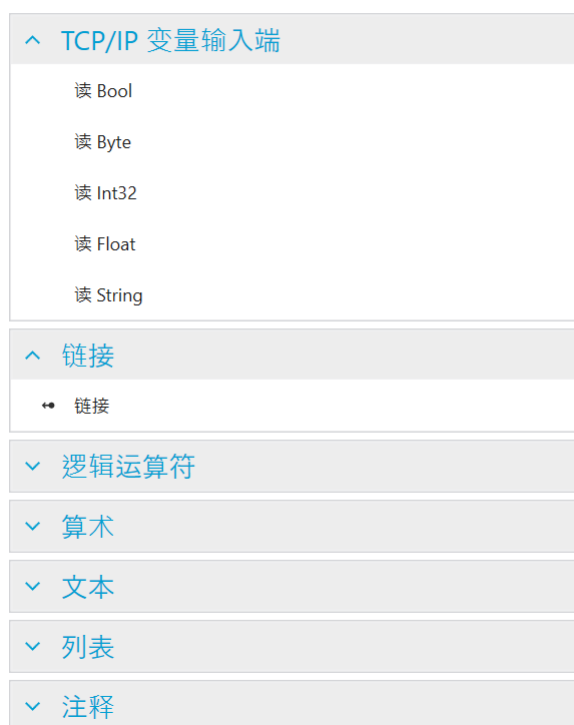 TCP/IP 变量输入端
读 Bool
读 Byte
读 Int32
读 Float
读 String
链接
链接
逻辑运算符
算术
文本
列表
注释